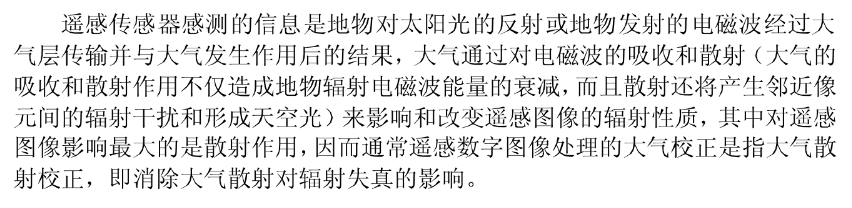 遥感传感器感测的信息是地物对太阳光的反射或地物发射的电磁波经过大
气层传输并与大气发生作用后的结果，大气通过对电磁波的吸收和散射（大气的
吸收和散射作用不仅造成地物辐射电磁波能量的衰减，而且散射还将产生邻近像
元间的辐射干扰和形成天空光）来影响和改变遥感图像的辐射性质，其中对遥感
图像影响最大的是散射作用，因而通常遥感数字图像处理的大气校正是指大气散
射校正，即消除大气散射对辐射失真的影响。